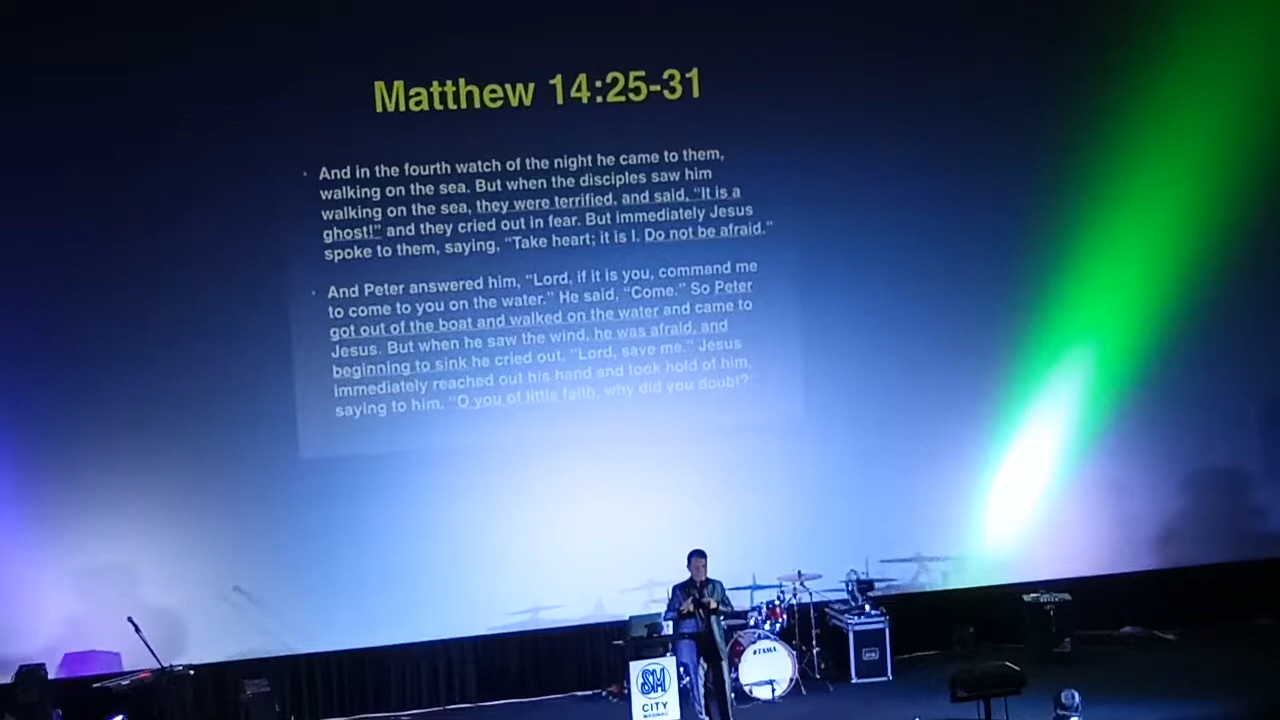 Matthew 14:25-31
And in the fourth watch of the night he came to them,
walking on the sea. But when the disciples saw him
walking on the sea, they were terrified, and said, “It is a
ghost!” and they cried out in fear. But immediately Jesus
spoke to them, saying, “Take heart; it is I. Do not be afraid.”
And Peter answered him, “Lord, if it is you, command me
to come to you on the water.” He said, “Come.” So Peter
got out of the boat and walked on the water and came to
Jesus. But when he saw the wind, he was afraid, and
beginning to sink he cried out, “Lord, save me.” Jesus
immediately reached out his hand and took hold of him,
saying to him, “O you of little faith, why did you doubt?”
TAMA
SM
CITY
MASINAG